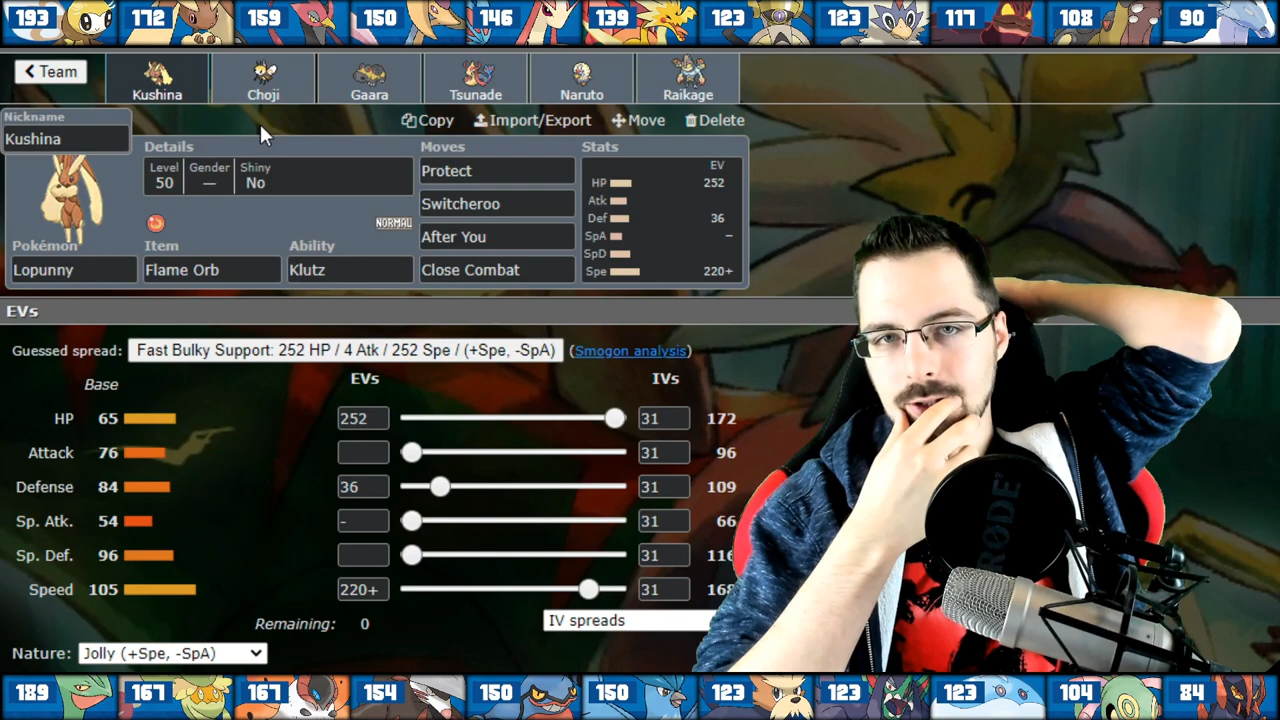 193 172 159 150 146 139 123 123 117 108 90
Team
Kushina Choji Gaara Tsunade Naruto Raikage
Copy Import/Export Move Delete
Nickname
Kushina
Details Moves Stats
Level Gender Shiny
50 — No
NORMAL
Pokémon Item Ability
Lopunny Flame Orb Klutz
Protect
Switcheroo
After You
Close Combat
EV
HP 252
Atk
Def 36
SpA –
SpD
Spe 220+
EVs
Guessed spread: Fast Bulky Support: 252 HP / 4 Atk / 252 Spe / (+Spe, -SpA) (Smogon analysis)
Base EVs IVs
HP 65 252 31 172
Attack 76 31 96
Defense 84 36 31 109
Sp. Atk. 54 - 31 66
Sp. Def. 96 31 116
Speed 105 220+ 31 168
Remaining: 0
IV spreads
Nature: Jolly (+Spe, -SpA)
RODE
189 167 167 154 150 150 123 123 123 104 84